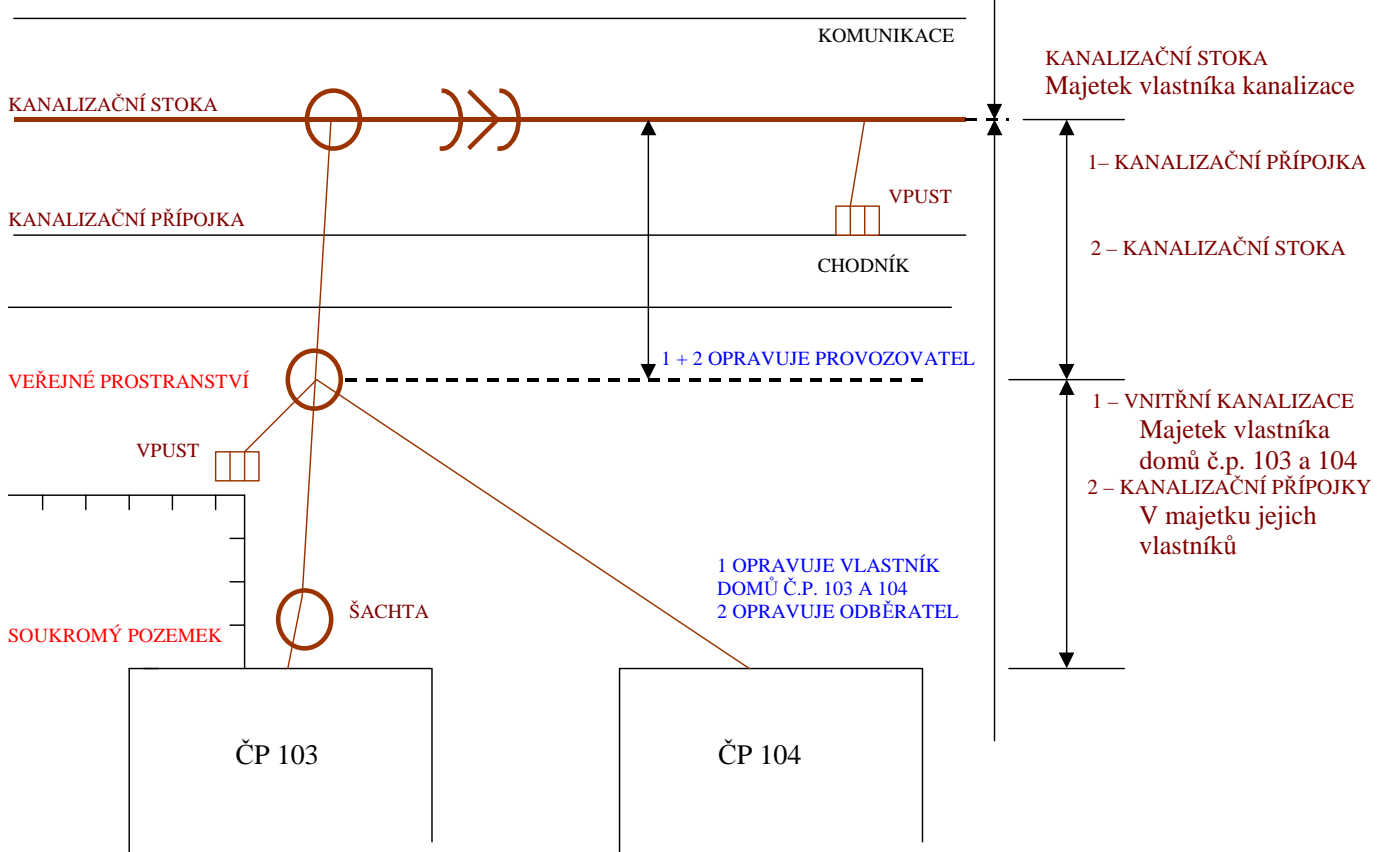 KOMUNIKACE
KANALIZAČNÍ STOKA
Majetek vlastníka kanalizace
KANALIZAČNÍ STOKA
1– KANALIZAČNÍ PŘÍPOJKA
VPUST
KANALIZAČNÍ PŘÍPOJKA
2 – KANALIZAČNÍ STOKA
CHODNÍK
1 + 2 OPRAVUJE PROVOZOVATEL
VEŘEJNÉ PROSTRANSTVÍ
1 – VNITŘNÍ KANALIZACE
Majetek vlastníka
domů č.p. 103 a 104
2 – KANALIZAČNÍ PŘÍPOJKY
V majetku jejich
vlastníků
VPUST
1 OPRAVUJE VLASTNÍK
DOMŮ Č.P. 103 A 104
2 OPRAVUJE ODBĚRATEL
ŠACHTA
SOUKROMÝ POZEMEK
ČP 103
ČP 104